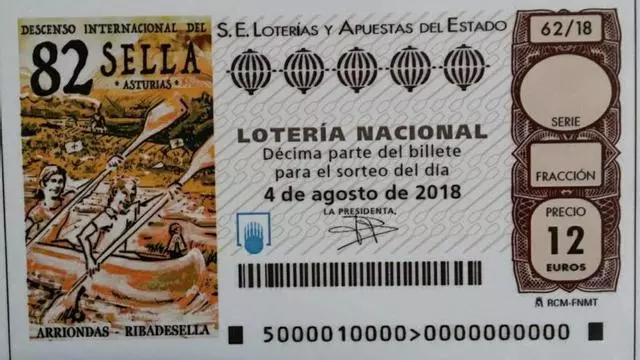 DESCENSO INTERNACIONAL DEL
82 SELLA
* ASTURIAS *
ARRIONDAS - RIBADESELLA
S.E. LOTERÍAS Y APUESTAS DEL ESTADO
LOTERÍA NACIONAL
Décima parte del billete
para el sorteo del día
4 de agosto de 2018
LA PRESIDENTA,
62/18
SERIE
FRACCIÓN
PRECIO
12
EUROS
RCM-FNMT
5000010000>0000000000